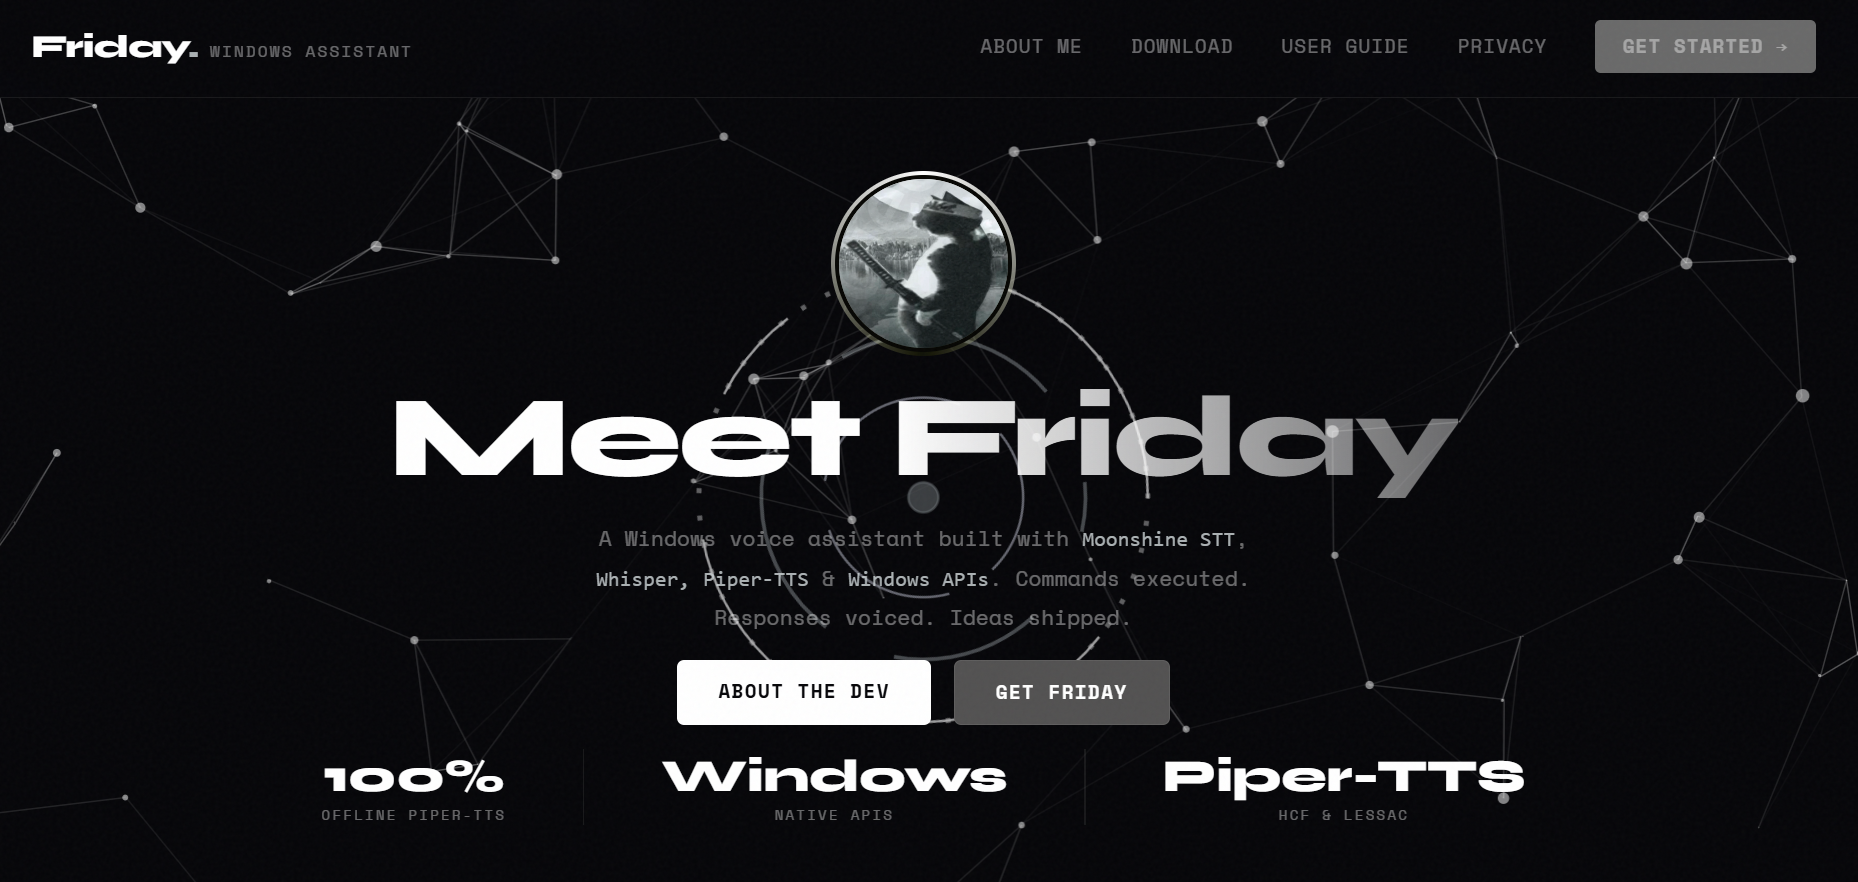 Friday. WINDOWS ASSISTANT
ABOUT ME
DOWNLOAD
USER GUIDE
PRIVACY
GET STARTED →
Meet Friday
A Windows voice assistant built with Moonshine STT,
Whisper, Piper-TTS & Windows APIs. Commands executed.
Responses voiced. Ideas shipped.
ABOUT THE DEV
GET FRIDAY
100%
OFFLINE PIPER-TTS
Windows
NATIVE APIS
Piper-TTS
HCF & LESSAC